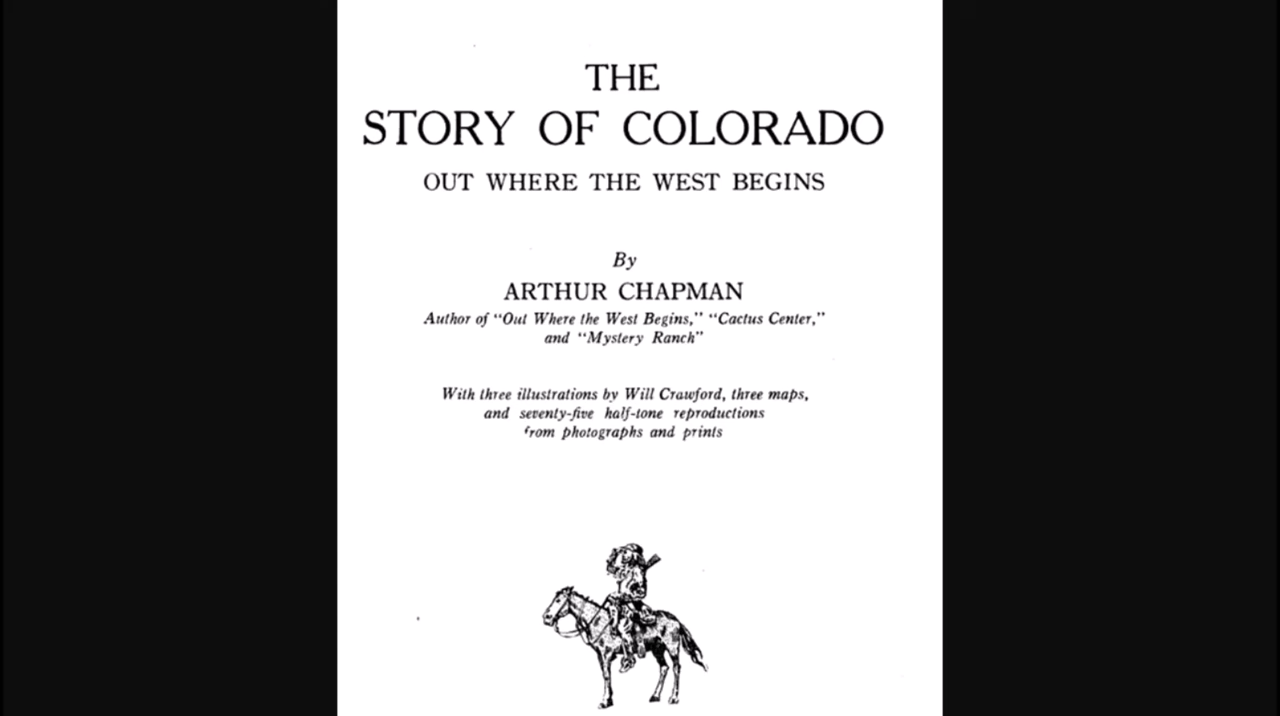 THE
STORY OF COLORADO
OUT WHERE THE WEST BEGINS
By
ARTHUR CHAPMAN
Author of "Out Where the West Begins," "Cactus Center,"
and "Mystery Ranch"
With three illustrations by Will Crawford, three maps,
and seventy-five half-tone reproductions
from photographs and prints